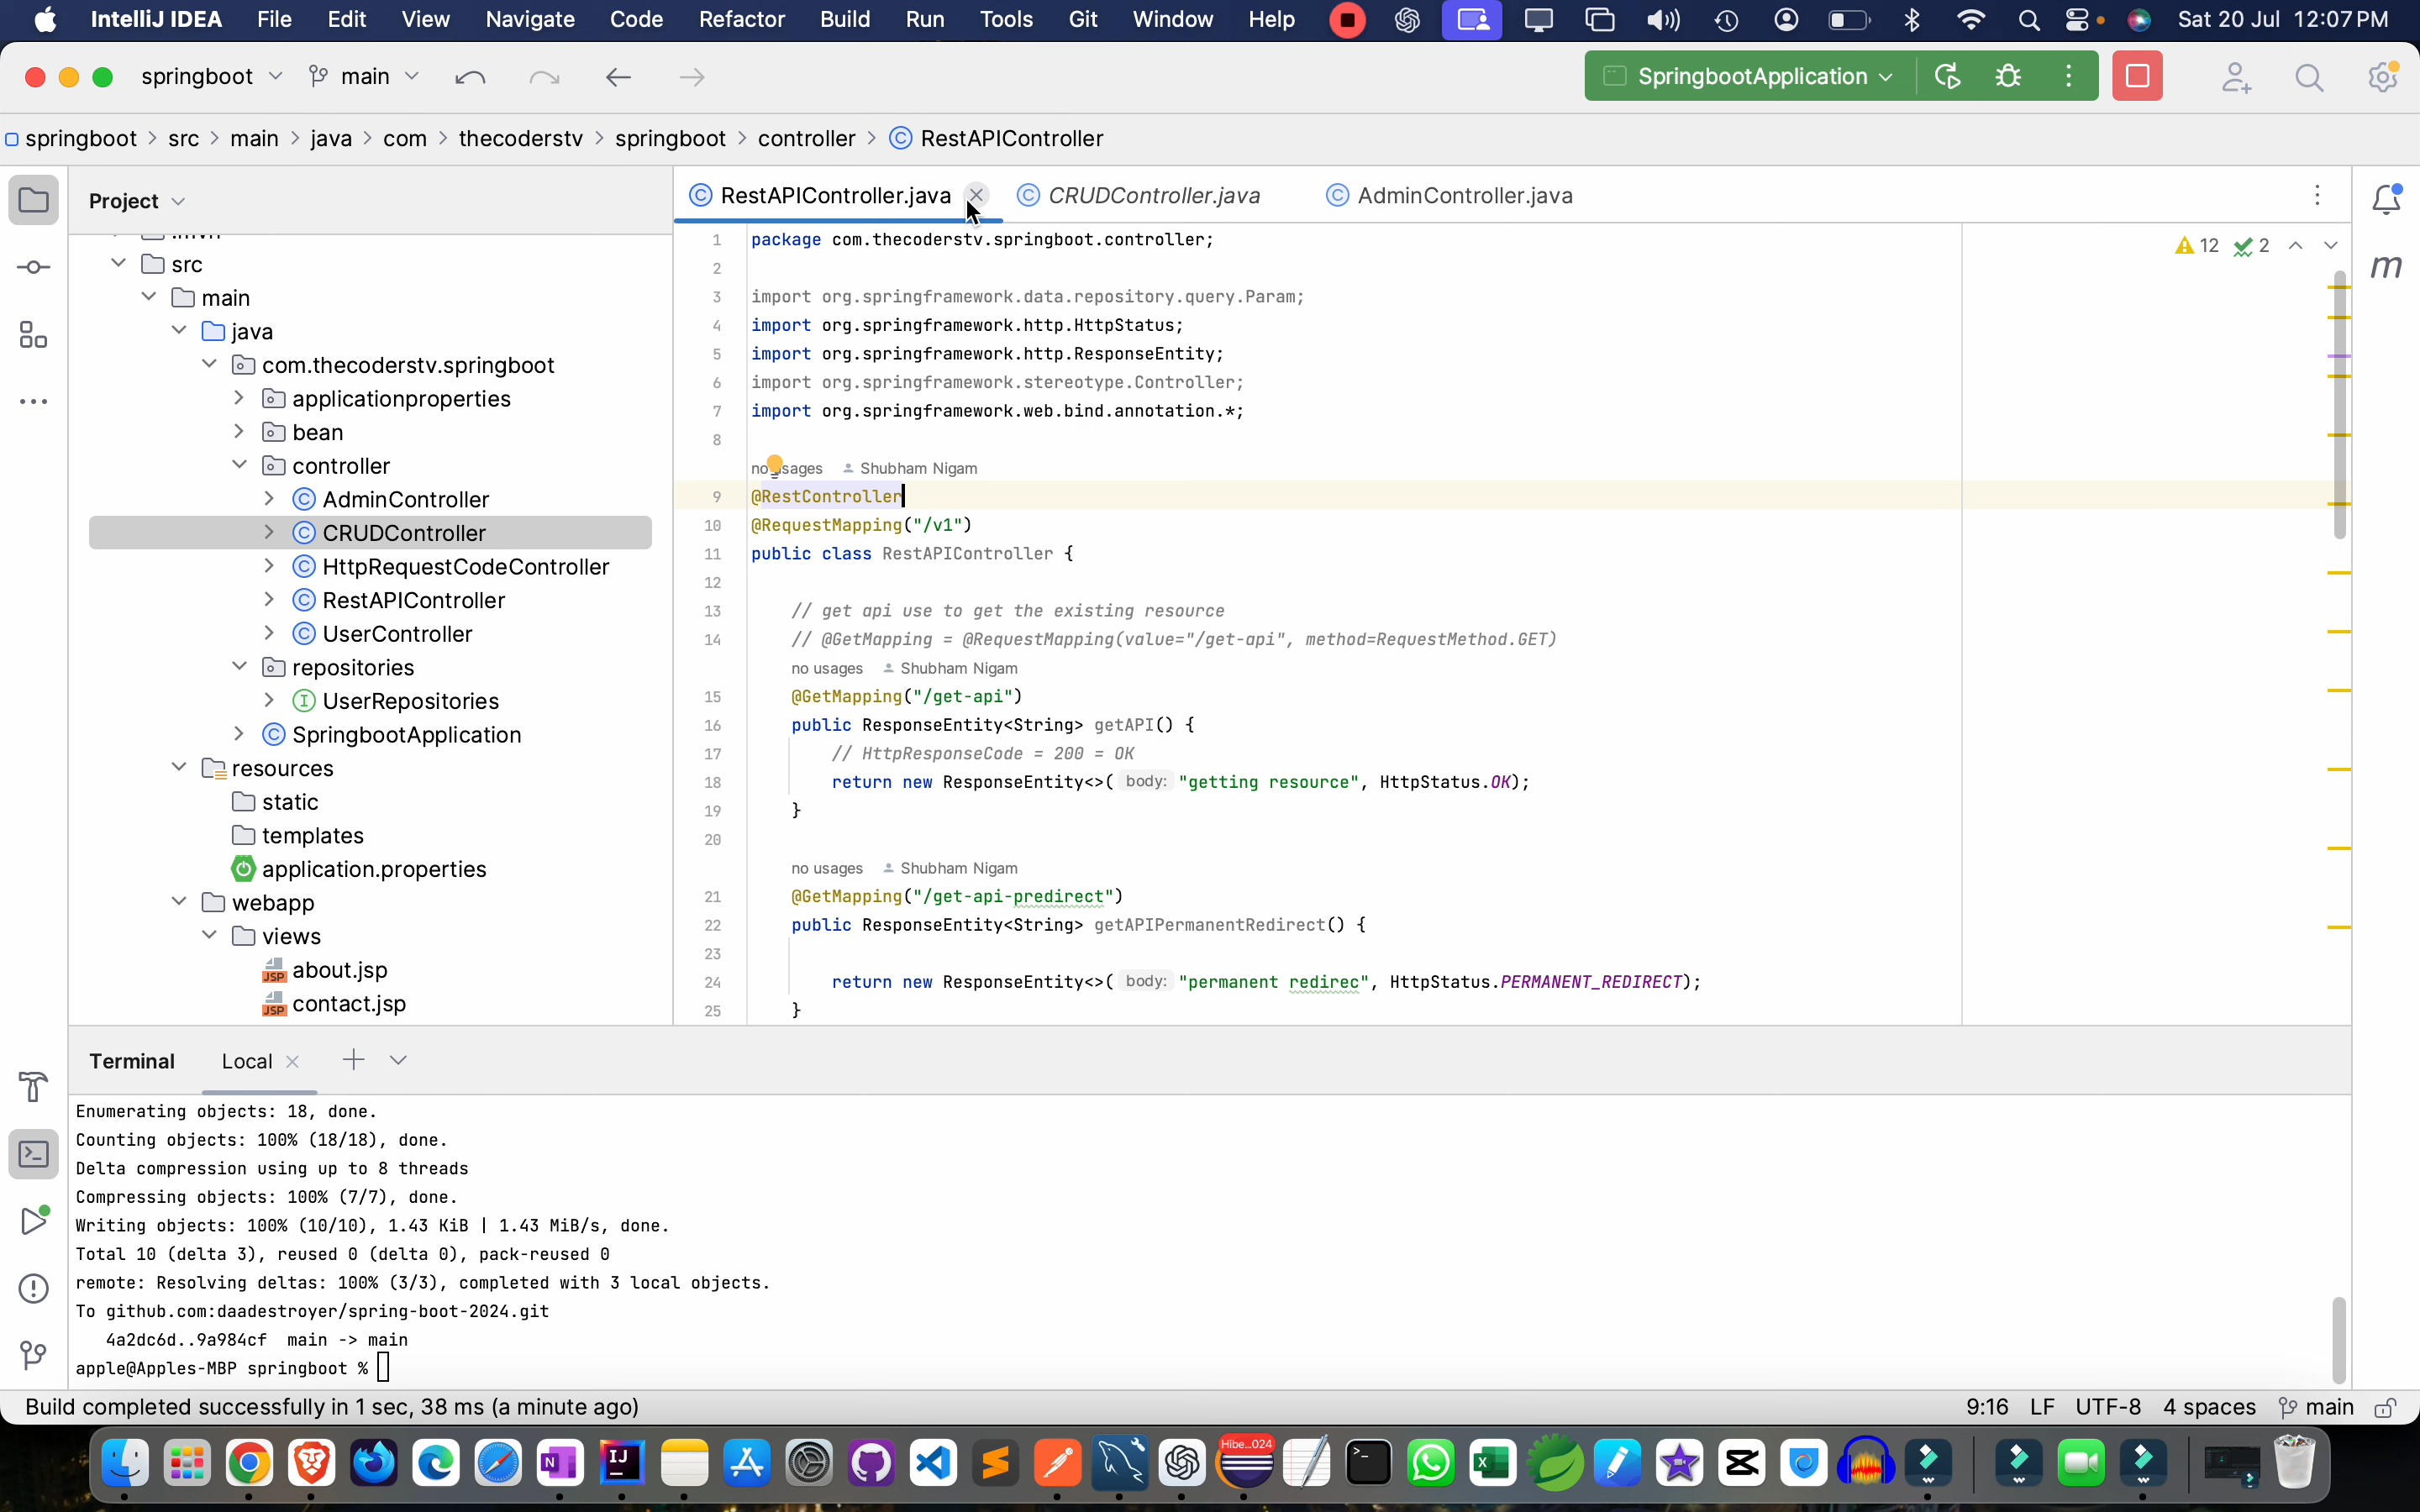 IntelliJ IDEA File Edit View Navigate Code Refactor Build Run Tools Git Window Help Sat 20 Jul 12:07 PM
springboot main SpringbootApplication
springboot > src > main > java > com > thecoderstv > springboot > controller > RestAPIController
Project
src
main
java
com.thecoderstv.springboot
applicationproperties
bean
controller
AdminController
CRUDController
HttpRequestCodeController
RestAPIController
UserController
repositories
UserRepositories
SpringbootApplication
resources
static
templates
application.properties
webapp
views
JSP about.jsp
JSP contact.jsp
RestAPIController.java CRUDController.java AdminController.java
12 2
m
1 package com.thecoderstv.springboot.controller;
2
3 import org.springframework.data.repository.query.Param;
4 import org.springframework.http.HttpStatus;
5 import org.springframework.http.ResponseEntity;
6 import org.springframework.stereotype.Controller;
7 import org.springframework.web.bind.annotation.*;
8
no usages Shubham Nigam
9 @RestController
10 @RequestMapping("/v1")
11 public class RestAPIController {
12
13 // get api use to get the existing resource
14 // @GetMapping = @RequestMapping(value="/get-api", method=RequestMethod.GET)
no usages Shubham Nigam
15 @GetMapping("/get-api")
16 public ResponseEntity<String> getAPI() {
17 // HttpResponseCode = 200 = OK
18 return new ResponseEntity<>( body: "getting resource", HttpStatus.OK);
19 }
20
no usages Shubham Nigam
21 @GetMapping("/get-api-predirect")
22 public ResponseEntity<String> getAPIPermanentRedirect() {
23
24 return new ResponseEntity<>( body: "permanent redirec", HttpStatus.PERMANENT_REDIRECT);
25 }
Terminal Local
Enumerating objects: 18, done.
Counting objects: 100% (18/18), done.
Delta compression using up to 8 threads
Compressing objects: 100% (7/7), done.
Writing objects: 100% (10/10), 1.43 KiB | 1.43 MiB/s, done.
Total 10 (delta 3), reused 0 (delta 0), pack-reused 0
remote: Resolving deltas: 100% (3/3), completed with 3 local objects.
To github.com:daadestroyer/spring-boot-2024.git
4a2dc6d..9a984cf main -> main
apple@Apples-MBP springboot %
Build completed successfully in 1 sec, 38 ms (a minute ago) 9:16 LF UTF-8 4 spaces main
N IJ Hibe...024 X